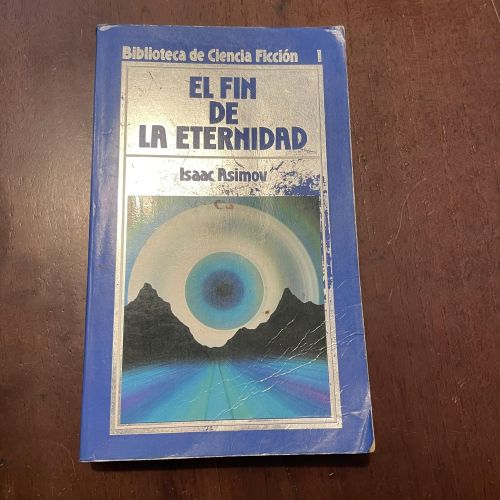 Biblioteca de Ciencia Ficción 1
EL FIN
DE
LA ETERNIDAD
Isaac Asimov